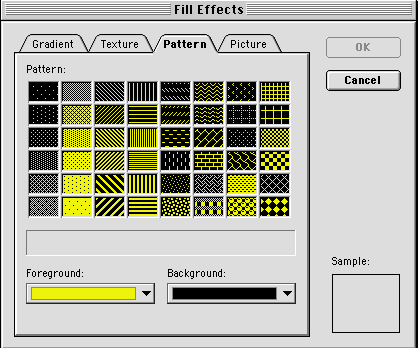 Fill Effects
Gradient
Texture
Pattern
Picture
OK
Cancel
Pattern:
Foreground:
Background:
Sample: